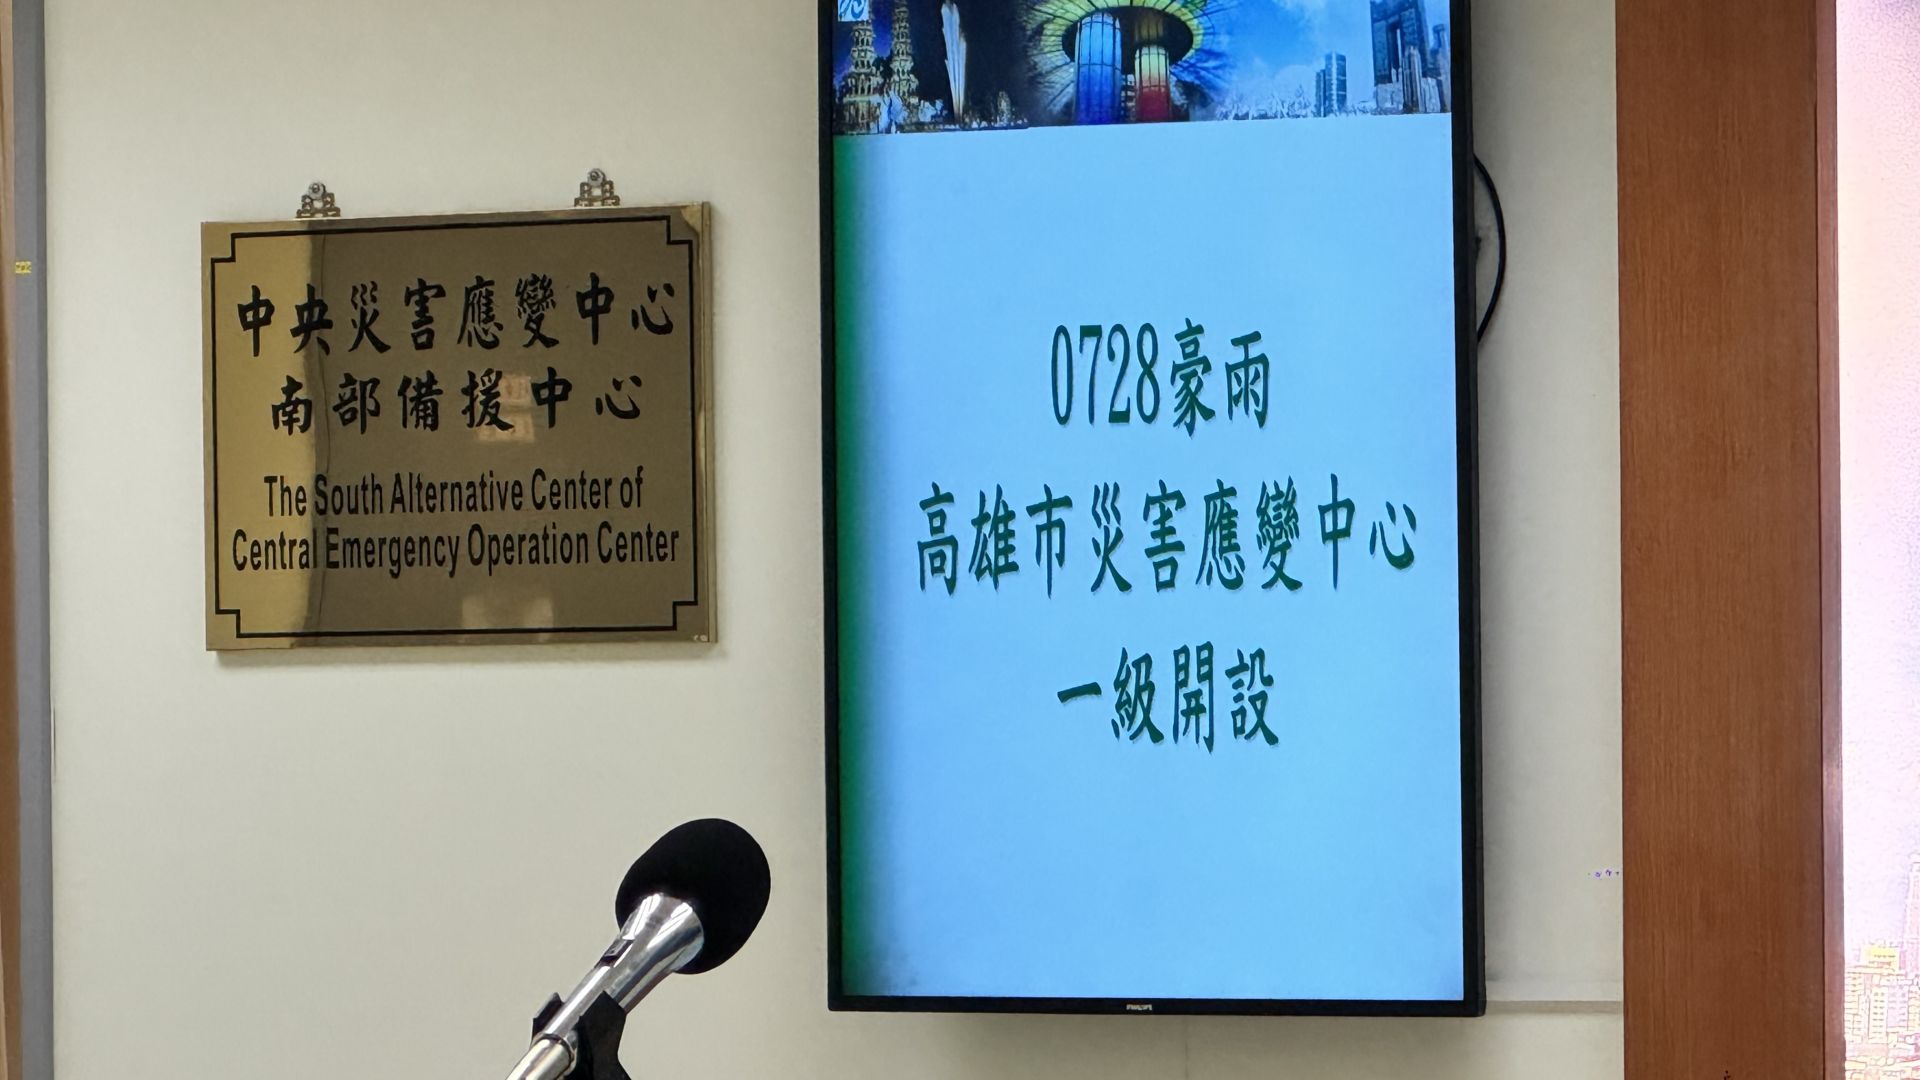 中央災害應變中心
南部備援中心
The South Alternative Center of
Central Emergency Operation Center
0728豪雨
高雄市災害應變中心
一級開設
PHILIPS